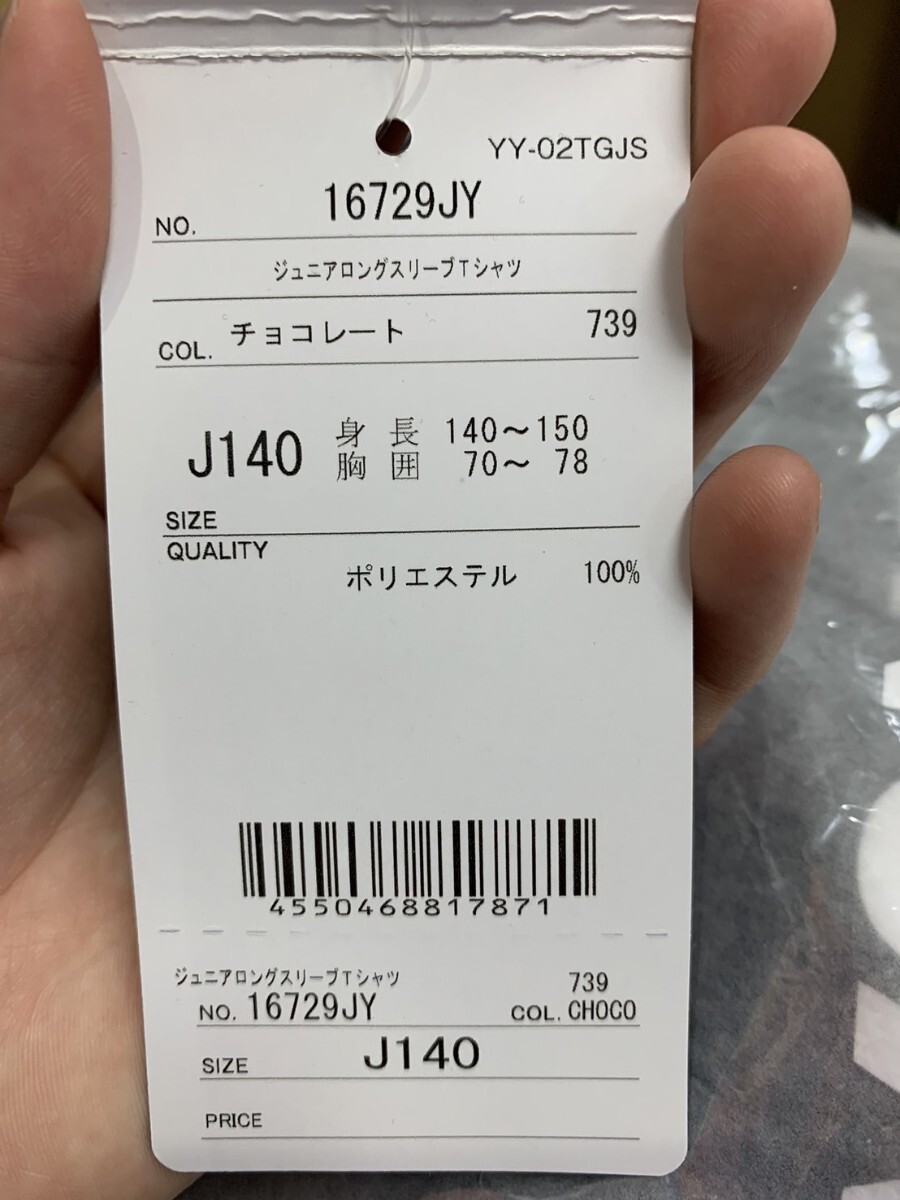 YY-02TGJS
NO. 16729JY
ジュニアロングスリーブTシャツ
COL. チョコレート 739
J140 身長 140～150
胸囲 70～ 78
SIZE
QUALITY
ポリエステル 100%
4550468817871
ジュニアロングスリーブTシャツ 739
NO. 16729JY COL. CHOCO
SIZE J140
PRICE